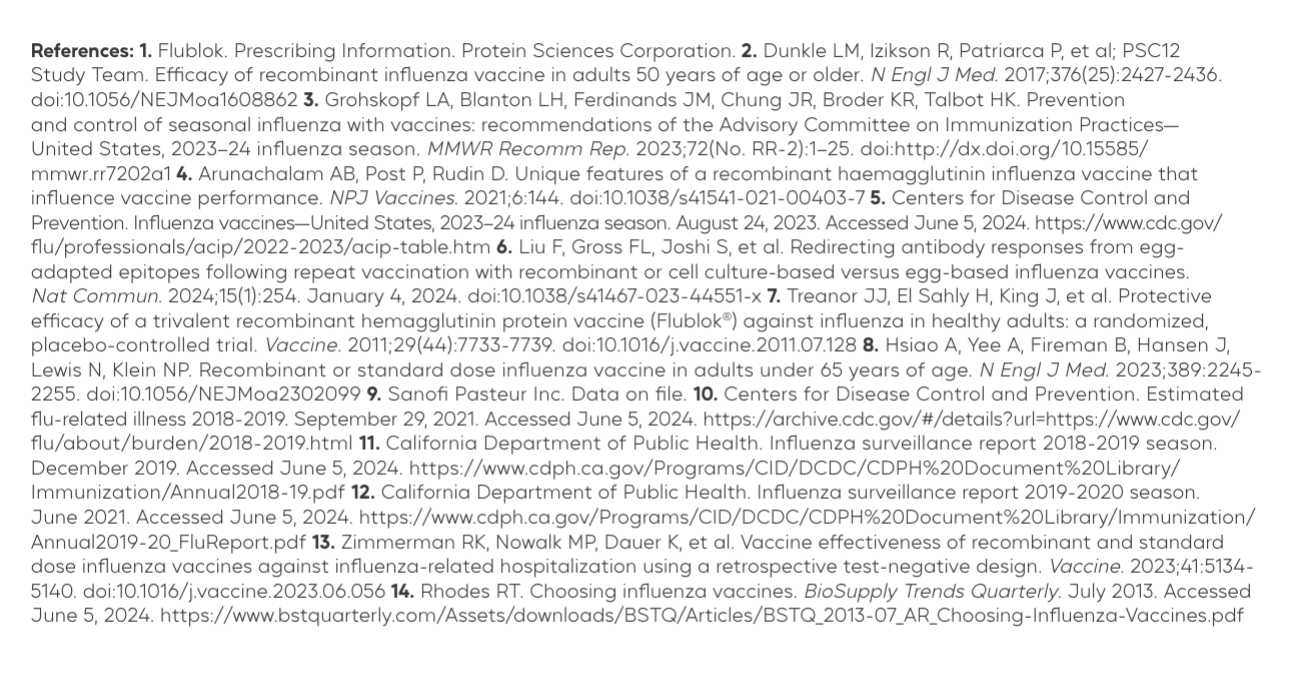 References: 1. Flublok. Prescribing Information. Protein Sciences Corporation. 2. Dunkle LM, Izikson R, Patriarca P, et al; PSC12
Study Team. Efficacy of recombinant influenza vaccine in adults 50 years of age or older. N Engl J Med. 2017;376(25):2427-2436.
doi:10.1056/NEJMoa1608862 3. Grohskopf LA, Blanton LH, Ferdinands JM, Chung JR, Broder KR, Talbot HK. Prevention
and control of seasonal influenza with vaccines: recommendations of the Advisory Committee on Immunization Practices—
United States, 2023–24 influenza season. MMWR Recomm Rep. 2023;72(No. RR-2):1–25. doi:http://dx.doi.org/10.15585/
mmwr.rr7202a1 4. Arunachalam AB, Post P, Rudin D. Unique features of a recombinant haemagglutinin influenza vaccine that
influence vaccine performance. NPJ Vaccines. 2021;6:144. doi:10.1038/s41541-021-00403-7 5. Centers for Disease Control and
Prevention. Influenza vaccines—United States, 2023–24 influenza season. August 24, 2023. Accessed June 5, 2024. https://www.cdc.gov/
flu/professionals/acip/2022-2023/acip-table.htm 6. Liu F, Gross FL, Joshi S, et al. Redirecting antibody responses from egg-
adapted epitopes following repeat vaccination with recombinant or cell culture-based versus egg-based influenza vaccines.
Nat Commun. 2024;15(1):254. January 4, 2024. doi:10.1038/s41467-023-44551-x 7. Treanor JJ, El Sahly H, King J, et al. Protective
efficacy of a trivalent recombinant hemagglutinin protein vaccine (Flublok®) against influenza in healthy adults: a randomized,
placebo-controlled trial. Vaccine. 2011;29(44):7733-7739. doi:10.1016/j.vaccine.2011.07.128 8. Hsiao A, Yee A, Fireman B, Hansen J,
Lewis N, Klein NP. Recombinant or standard dose influenza vaccine in adults under 65 years of age. N Engl J Med. 2023;389:2245-
2255. doi:10.1056/NEJMoa2302099 9. Sanofi Pasteur Inc. Data on file. 10. Centers for Disease Control and Prevention. Estimated
flu-related illness 2018-2019. September 29, 2021. Accessed June 5, 2024. https://archive.cdc.gov/#/details?url=https://www.cdc.gov/
flu/about/burden/2018-2019.html 11. California Department of Public Health. Influenza surveillance report 2018-2019 season.
December 2019. Accessed June 5, 2024. https://www.cdph.ca.gov/Programs/CID/DCDC/CDPH%20Document%20Library/
Immunization/Annual2018-19.pdf 12. California Department of Public Health. Influenza surveillance report 2019-2020 season.
June 2021. Accessed June 5, 2024. https://www.cdph.ca.gov/Programs/CID/DCDC/CDPH%20Document%20Library/Immunization/
Annual2019-20_FluReport.pdf 13. Zimmerman RK, Nowalk MP, Dauer K, et al. Vaccine effectiveness of recombinant and standard
dose influenza vaccines against influenza-related hospitalization using a retrospective test-negative design. Vaccine. 2023;41:5134-
5140. doi:10.1016/j.vaccine.2023.06.056 14. Rhodes RT. Choosing influenza vaccines. BioSupply Trends Quarterly. July 2013. Accessed
June 5, 2024. https://www.bstquarterly.com/Assets/downloads/BSTQ/Articles/BSTQ_2013-07_AR_Choosing-Influenza-Vaccines.pdf